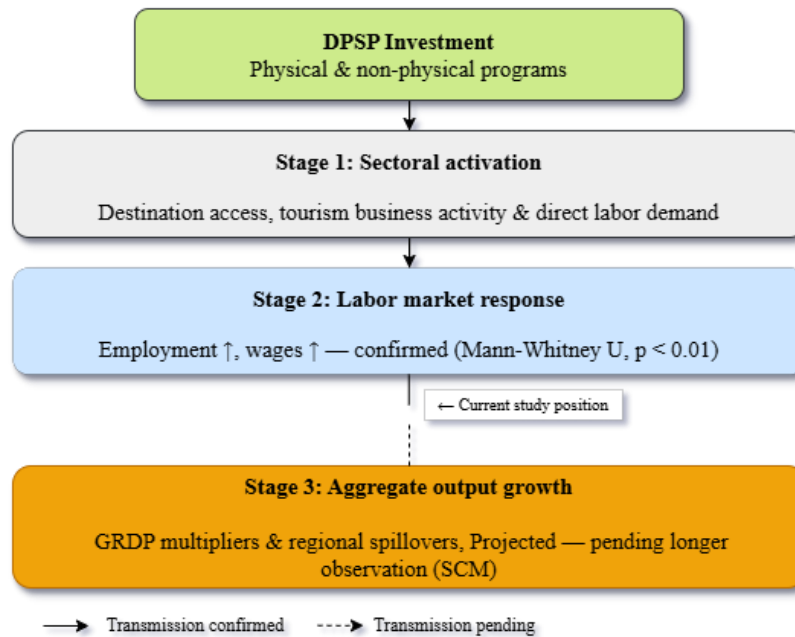 DPSP Investment
Physical & non-physical programs
Stage 1: Sectoral activation
Destination access, tourism business activity & direct labor demand
Stage 2: Labor market response
Employment ↑, wages ↑ — confirmed (Mann-Whitney U, p < 0.01)
← Current study position
Stage 3: Aggregate output growth
GRDP multipliers & regional spillovers, Projected — pending longer
observation (SCM)
Transmission confirmed
Transmission pending